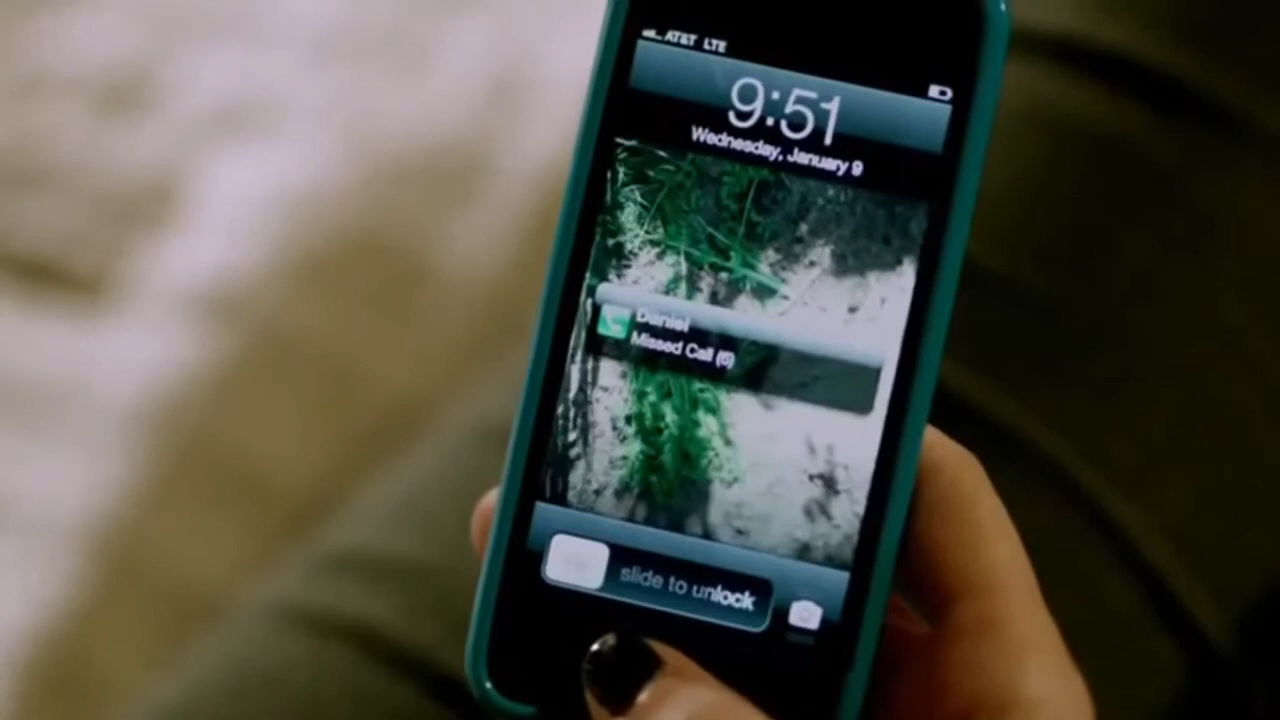 AT&T LTE
9:51
Wednesday, January 9
Daniel
Missed Call (6)
slide to unlock